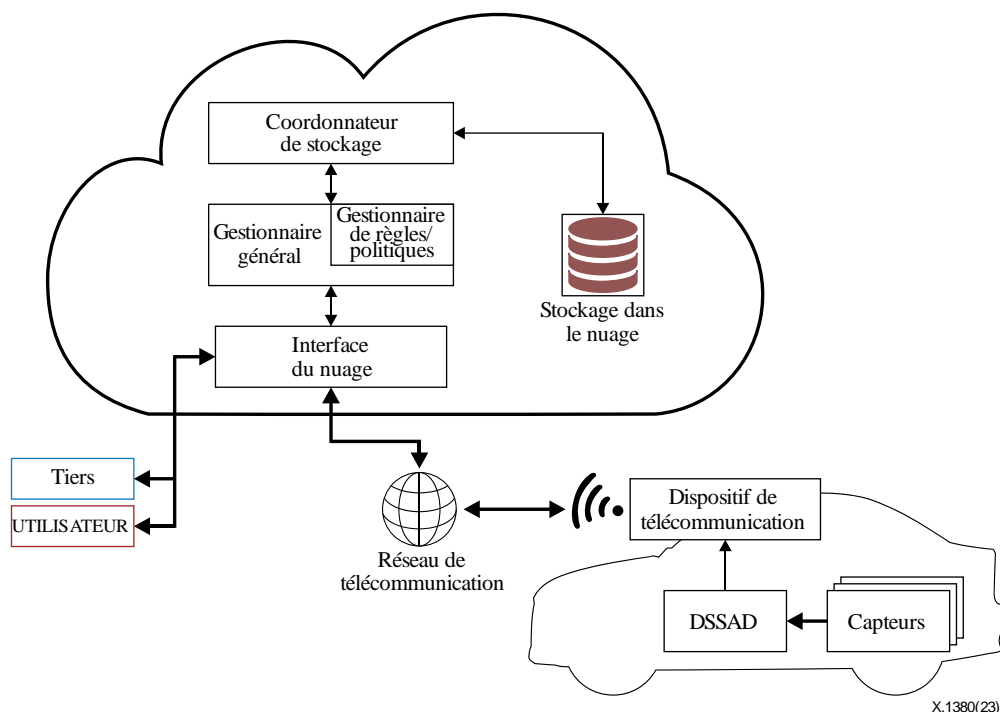 Coordonnateur
de stockage
Gestionnaire
général
Gestionnaire
de règles/
politiques
Stockage dans
le nuage
Interface
du nuage
Tiers
UTILISATEUR
Réseau de
télécommunication
Dispositif de
télécommunication
DSSAD
Capteurs
X.1380(23)